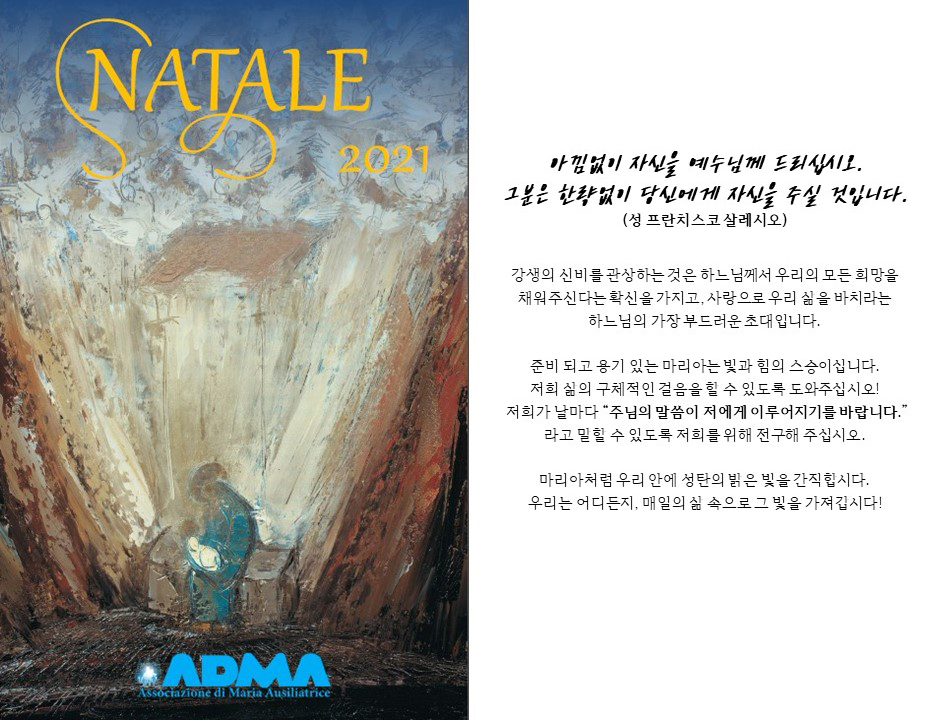 NATALE
2021
ADMA
Associazione di Maria Ausiliatrice
아낌없이 자신을 예수님께 드리십시오.
그분은 한량없이 당신에게 자신을 주실 것입니다.
(성 프란치스코 살레시오)
강생의 신비를 관상하는 것은 하느님께서 우리의 모든 희망을
채워주신다는 확신을 가지고, 사랑으로 우리 삶을 바치라는
하느님의 가장 부드러운 초대입니다.
준비 되고 용기 있는 마리아는 빛과 힘의 스승이십니다.
저희 삶의 구체적인 걸음을 할 수 있도록 도와주십시오!
저희가 날마다 “주님의 말씀이 저에게 이루어지기를 바랍니다.”
라고 말할 수 있도록 저희를 위해 전구해 주십시오.
마리아처럼 우리 안에 성탄의 밝은 빛을 간직합시다.
우리는 어디든지, 매일의 삶 속으로 그 빛을 가져갑시다!